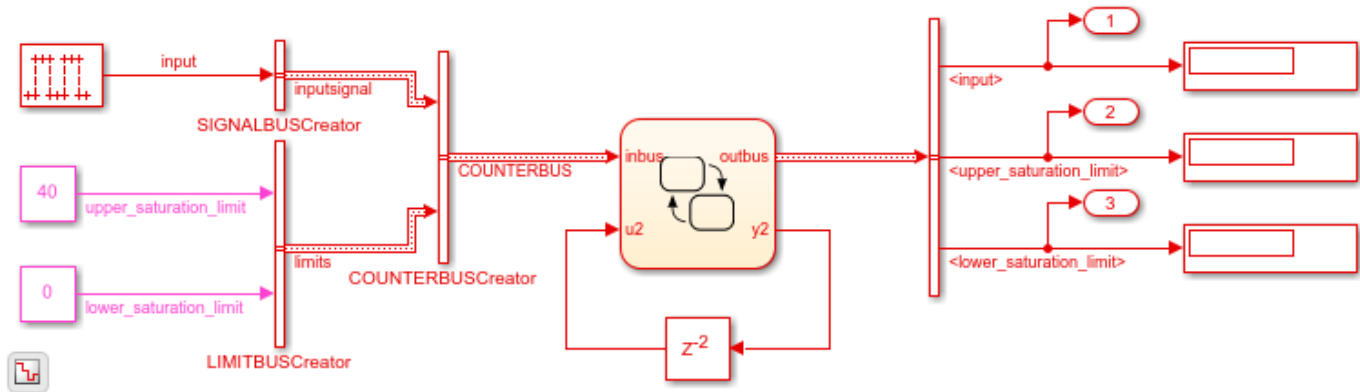 input
inputsignal
SIGNALBUSCreator
40
upper_saturation_limit
0
lower_saturation_limit
limits
LIMITBUSCreator
COUNTERBUS
COUNTERBUSCreator
inbus
outbus
u2
y2
Z-2
1
<input>
2
<upper_saturation_limit>
3
<lower_saturation_limit>